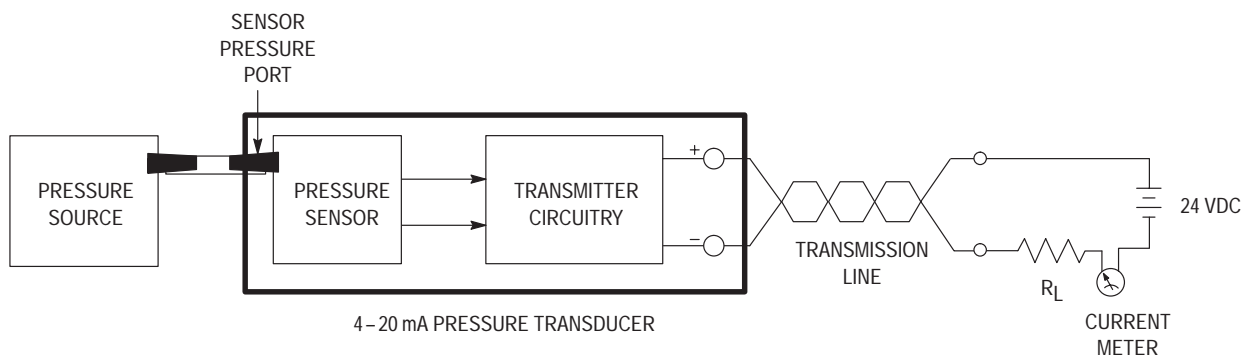 SENSOR
PRESSURE
PORT
PRESSURE
SOURCE
PRESSURE
SENSOR
TRANSMITTER
CIRCUITRY
+
–
TRANSMISSION
LINE
24 VDC
RL
CURRENT
METER
4–20 mA PRESSURE TRANSDUCER